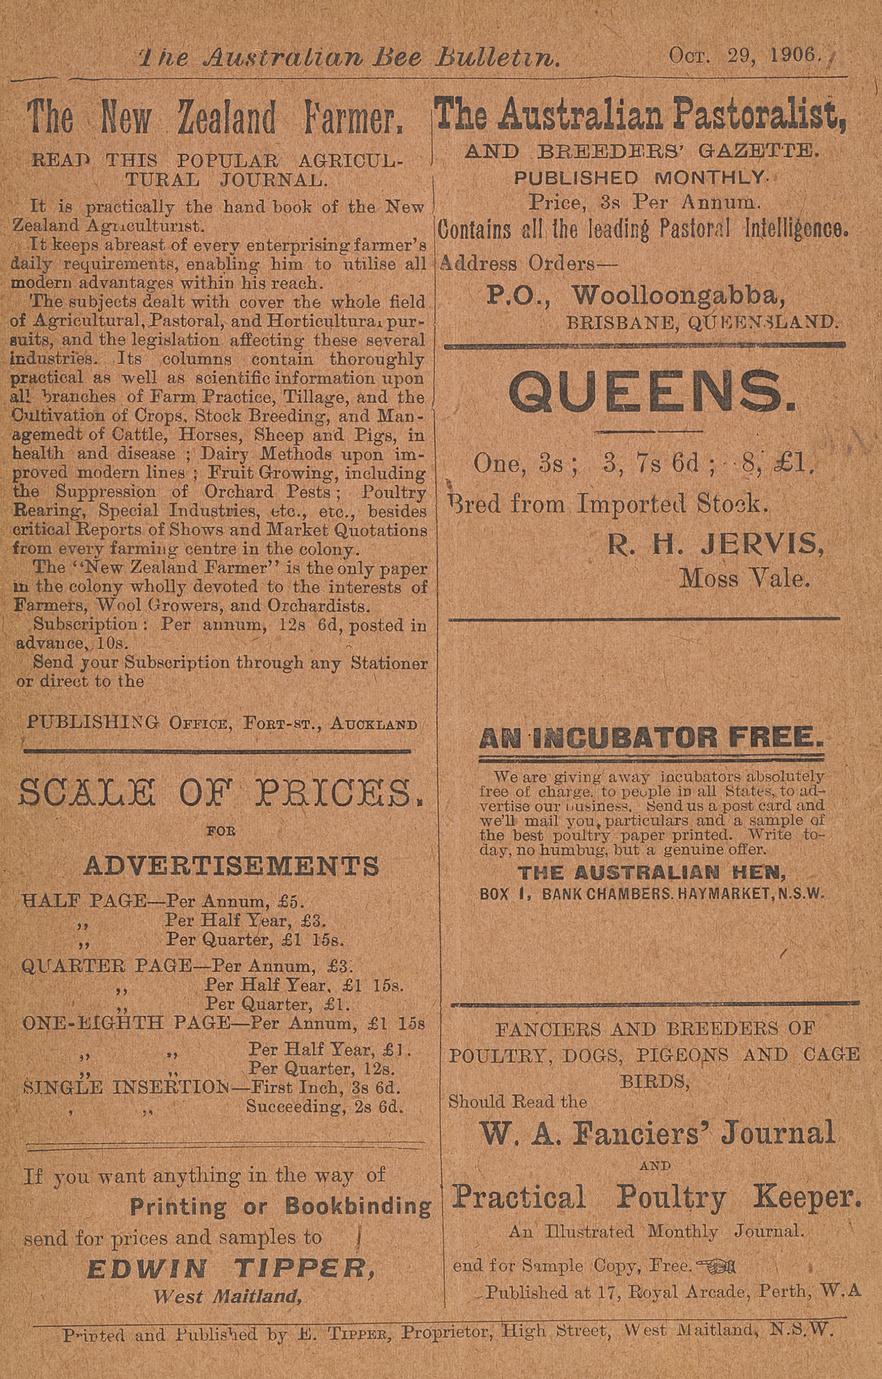 The Australian Bee Bulletin. Oct. 29, 1906.
The New Zealand Farmer.
READ THIS POPULAR AGRICUL-
TURAL JOURNAL.
It is practically the hand book of the New
Zealand Agriculturist.
It keeps abreast of every enterprising farmer's
daily requirements, enabling him to utilise all
modern advantages within his reach.
The subjects dealt with cover the whole field
of Agricultural, Pastoral, and Horticultural pur-
suits, and the legislation affecting these several
industries. Its columns contain thoroughly
practical as well as scientific information upon
all branches of Farm Practice, Tillage, and the
Cultivation of Crops, Stock Breeding, and Man-
agemedt of Cattle, Horses, Sheep and Pigs, in
health and disease ; Dairy Methods upon im-
proved modern lines ; Fruit Growing, including
the Suppression of Orchard Pests ; Poultry
Rearing, Special Industries, etc., etc., besides
critical Reports of Shows and Market Quotations
from every farming centre in the colony.
The "New Zealand Farmer" is the only paper
in the colony wholly devoted to the interests of
Farmers, Wool Growers, and Orchardists.
Subscription : Per annum, 12s 6d, posted in
advance, 10s.
Send your Subscription through any Stationer
or direct to the
PUBLISHING OFFICE, FORT-ST., AUCKLAND
SCALE OF PRICES.
FOR
ADVERTISEMENTS
HALF PAGE—Per Annum, £5.
,, Per Half Year, £3.
,, Per Quarter, £1 15s.
QUARTER PAGE—Per Annum, £3.
,, Per Half Year, £1 15s.
,, Per Quarter, £1.
ONE-EIGHTH PAGE—Per Annum, £1 15s
,, ,, Per Half Year, £1.
,, ,, Per Quarter, 12s.
SINGLE INSERTION—First Inch, 3s 6d.
, ,, Succeeding, 2s 6d.
If you want anything in the way of
Printing or Bookbinding
send for prices and samples to
EDWIN TIPPER,
West Maitland,
The Australian Pastoralist,
AND BREEDERS' GAZETTE.
PUBLISHED MONTHLY.
Price, 3s Per Annum.
Contains all the leading Pastoral Intelligence.
Address Orders—
P.O., Woolloongabba,
BRISBANE, QUEENSLAND.
QUEENS.
One, 3s ; 3, 7s 6d ; 8, £1.
Bred from Imported Stock.
R. H. JERVIS,
Moss Vale.
AN INCUBATOR FREE.
We are giving away incubators absolutely
free of charge, to people in all States, to ad-
vertise our business. Send us a post card and
we'll mail you, particulars and a sample of
the best poultry paper printed. Write to-
day, no humbug, but a genuine offer.
THE AUSTRALIAN HEN,
BOX 1, BANK CHAMBERS. HAYMARKET, N.S.W.
FANCIERS AND BREEDERS OF
POULTRY, DOGS, PIGEONS AND CAGE
BIRDS,
Should Read the
W. A. Fanciers' Journal
AND
Practical Poultry Keeper.
An Illustrated Monthly Journal.
end for Sample Copy, Free.
Published at 17, Royal Arcade, Perth, W.A
Printed and Published by E. TIPPER, Proprietor, High Street, West Maitland, N.S.W.